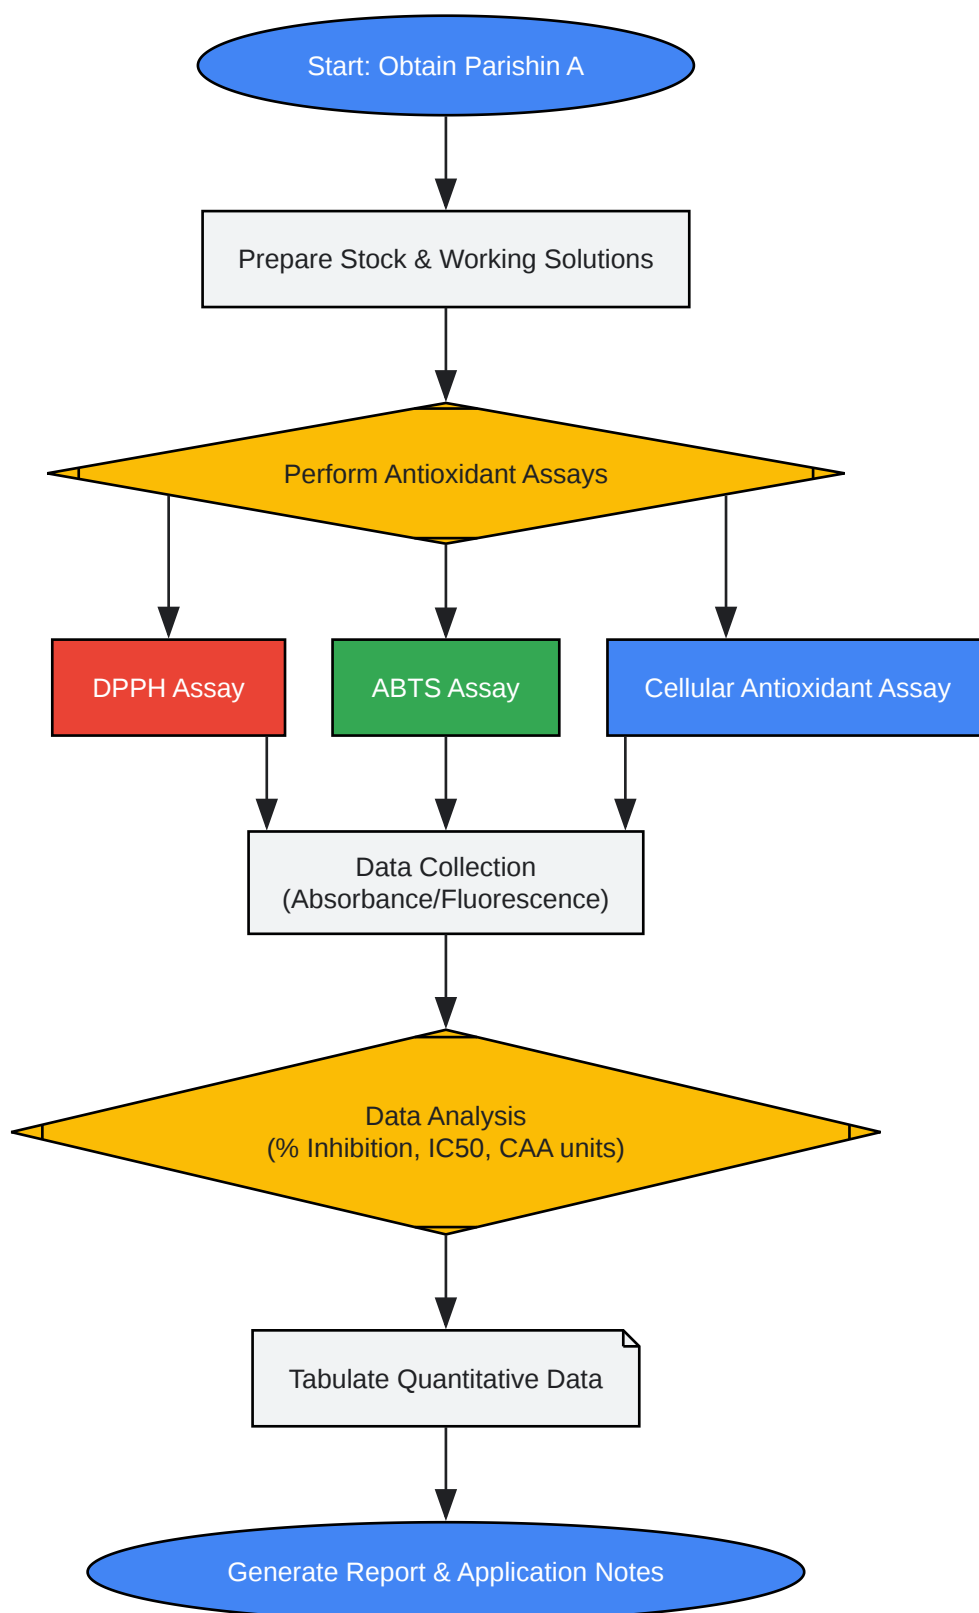 Start: Obtain Parishin A
Prepare Stock & Working Solutions
Perform Antioxidant Assays
DPPH Assay
ABTS Assay
Cellular Antioxidant Assay
Data Collection
(Absorbance/Fluorescence)
Data Analysis
(% Inhibition, IC50, CAA units)
Tabulate Quantitative Data
Generate Report & Application Notes